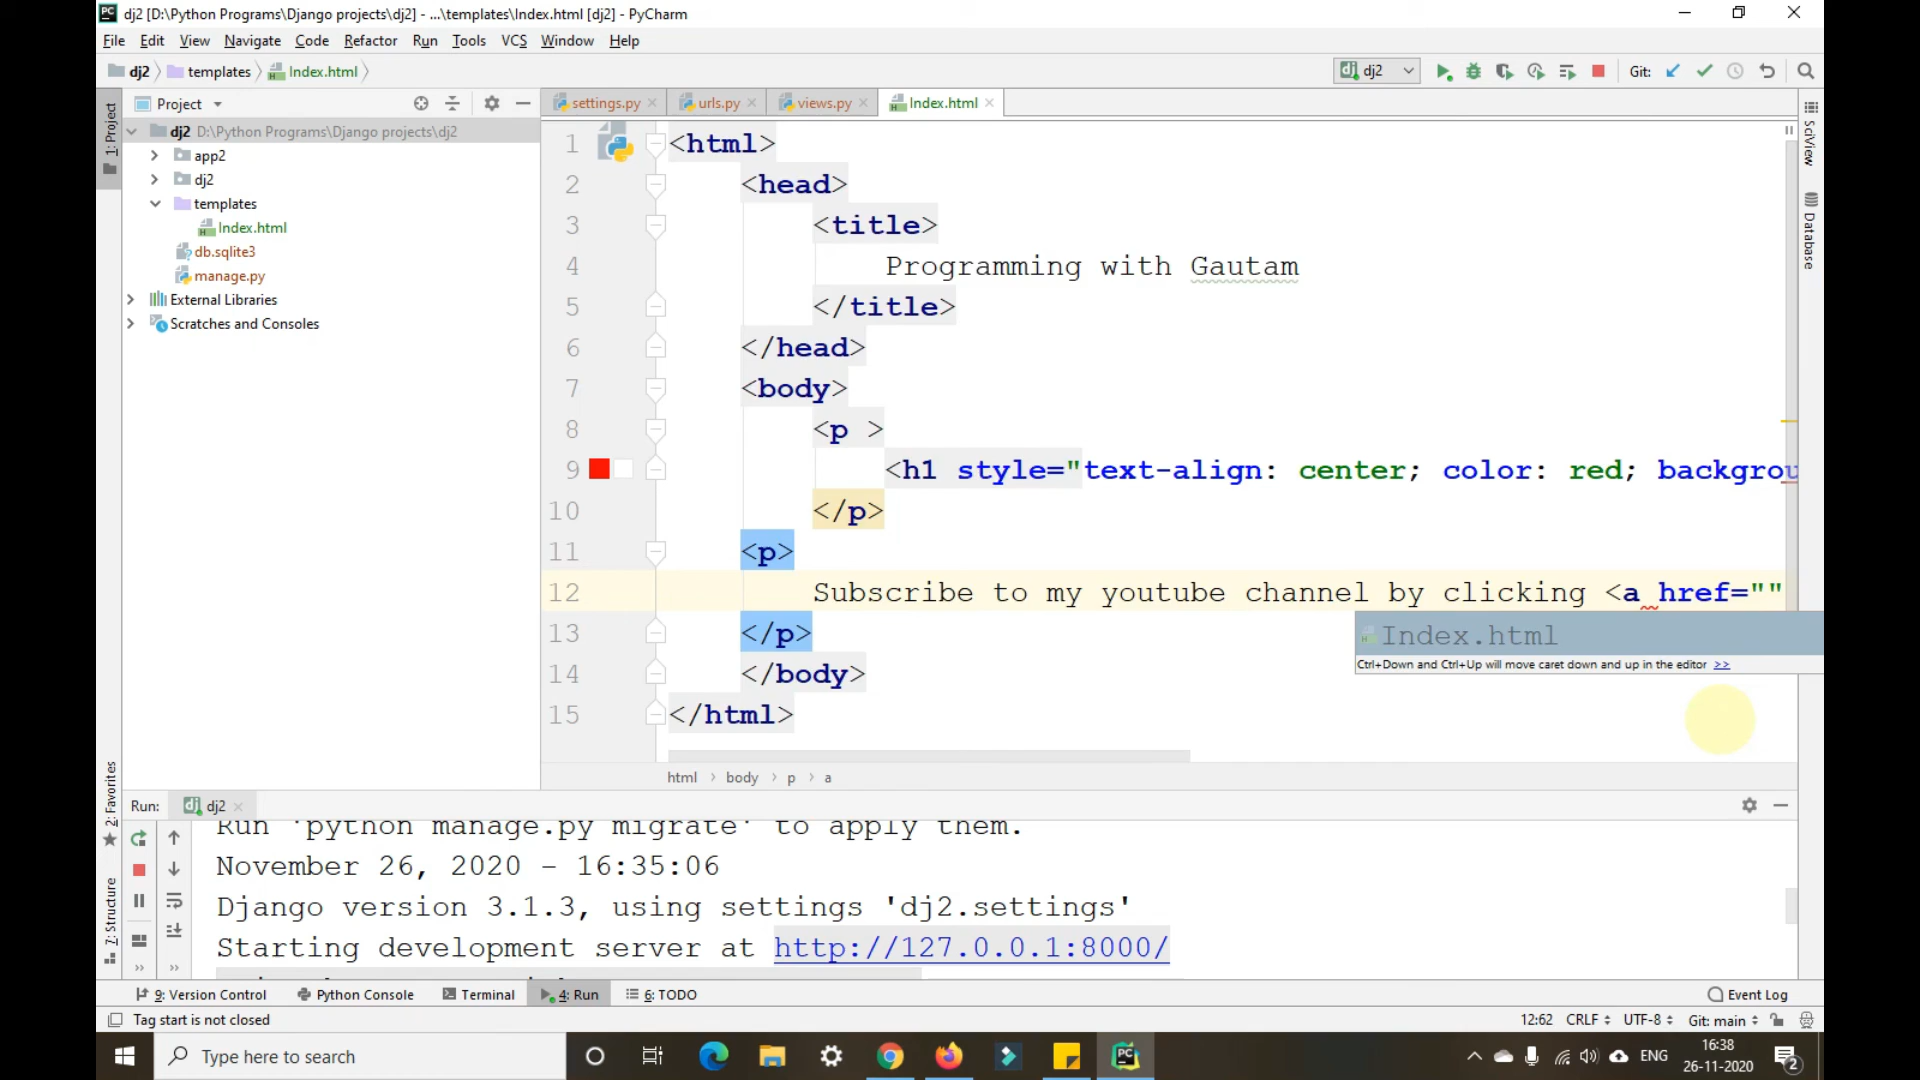 dj2 [D:\Python Programs\Django projects\dj2] - ...\templates\Index.html [dj2] - PyCharm
File Edit View Navigate Code Refactor Run Tools VCS Window Help
dj2 templates Index.html dj2 Git:
Project settings.py urls.py views.py Index.html
dj2 D:\Python Programs\Django projects\dj2
app2
dj2
templates
Index.html
db.sqlite3
manage.py
External Libraries
Scratches and Consoles
1: Project
2: Favorites
7: Structure
SciView
Database
1 <html>
2 <head>
3 <title>
4 Programming with Gautam
5 </title>
6 </head>
7 <body>
8 <p >
9 <h1 style="text-align: center; color: red; backgrou
10 </p>
11 <p>
12 Subscribe to my youtube channel by clicking <a href=""
13 </p>
14 </body>
15 </html>
Index.html
Ctrl+Down and Ctrl+Up will move caret down and up in the editor >>
html body p a
Run: dj2
Run 'python manage.py migrate' to apply them.
November 26, 2020 - 16:35:06
Django version 3.1.3, using settings 'dj2.settings'
Starting development server at http://127.0.0.1:8000/
9: Version Control Python Console Terminal 4: Run 6: TODO Event Log
Tag start is not closed 12:62 CRLF UTF-8 Git: main
Type here to search ENG 16:38
26-11-2020 2